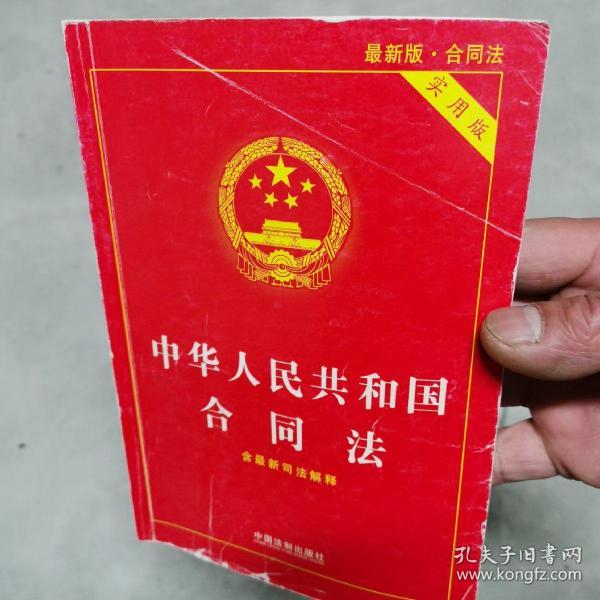 最新版·合同法
实用版
中华人民共和国
合同法
含最新司法解释
中国法制出版社
孔夫子旧書网
www.kongfz.com